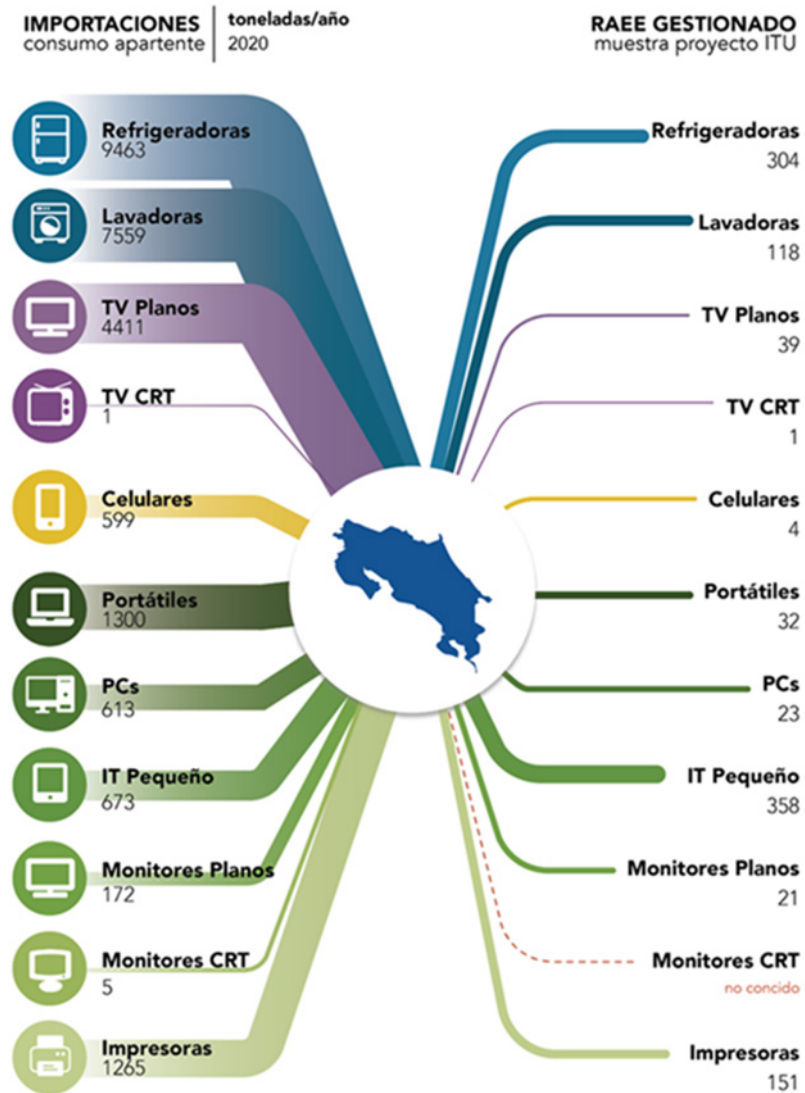 IMPORTACIONES
consumo apartente
toneladas/año
2020
RAEE GESTIONADO
muestra proyecto ITU
Refrigeradoras
9463
Lavadoras
7559
TV Planos
4411
TV CRT
1
Celulares
599
Portátiles
1300
PCs
613
IT Pequeño
673
Monitores Planos
172
Monitores CRT
5
Impresoras
1265
Refrigeradoras
304
Lavadoras
118
TV Planos
39
TV CRT
1
Celulares
4
Portátiles
32
PCs
23
IT Pequeño
358
Monitores Planos
21
Monitores CRT
no concido
Impresoras
151